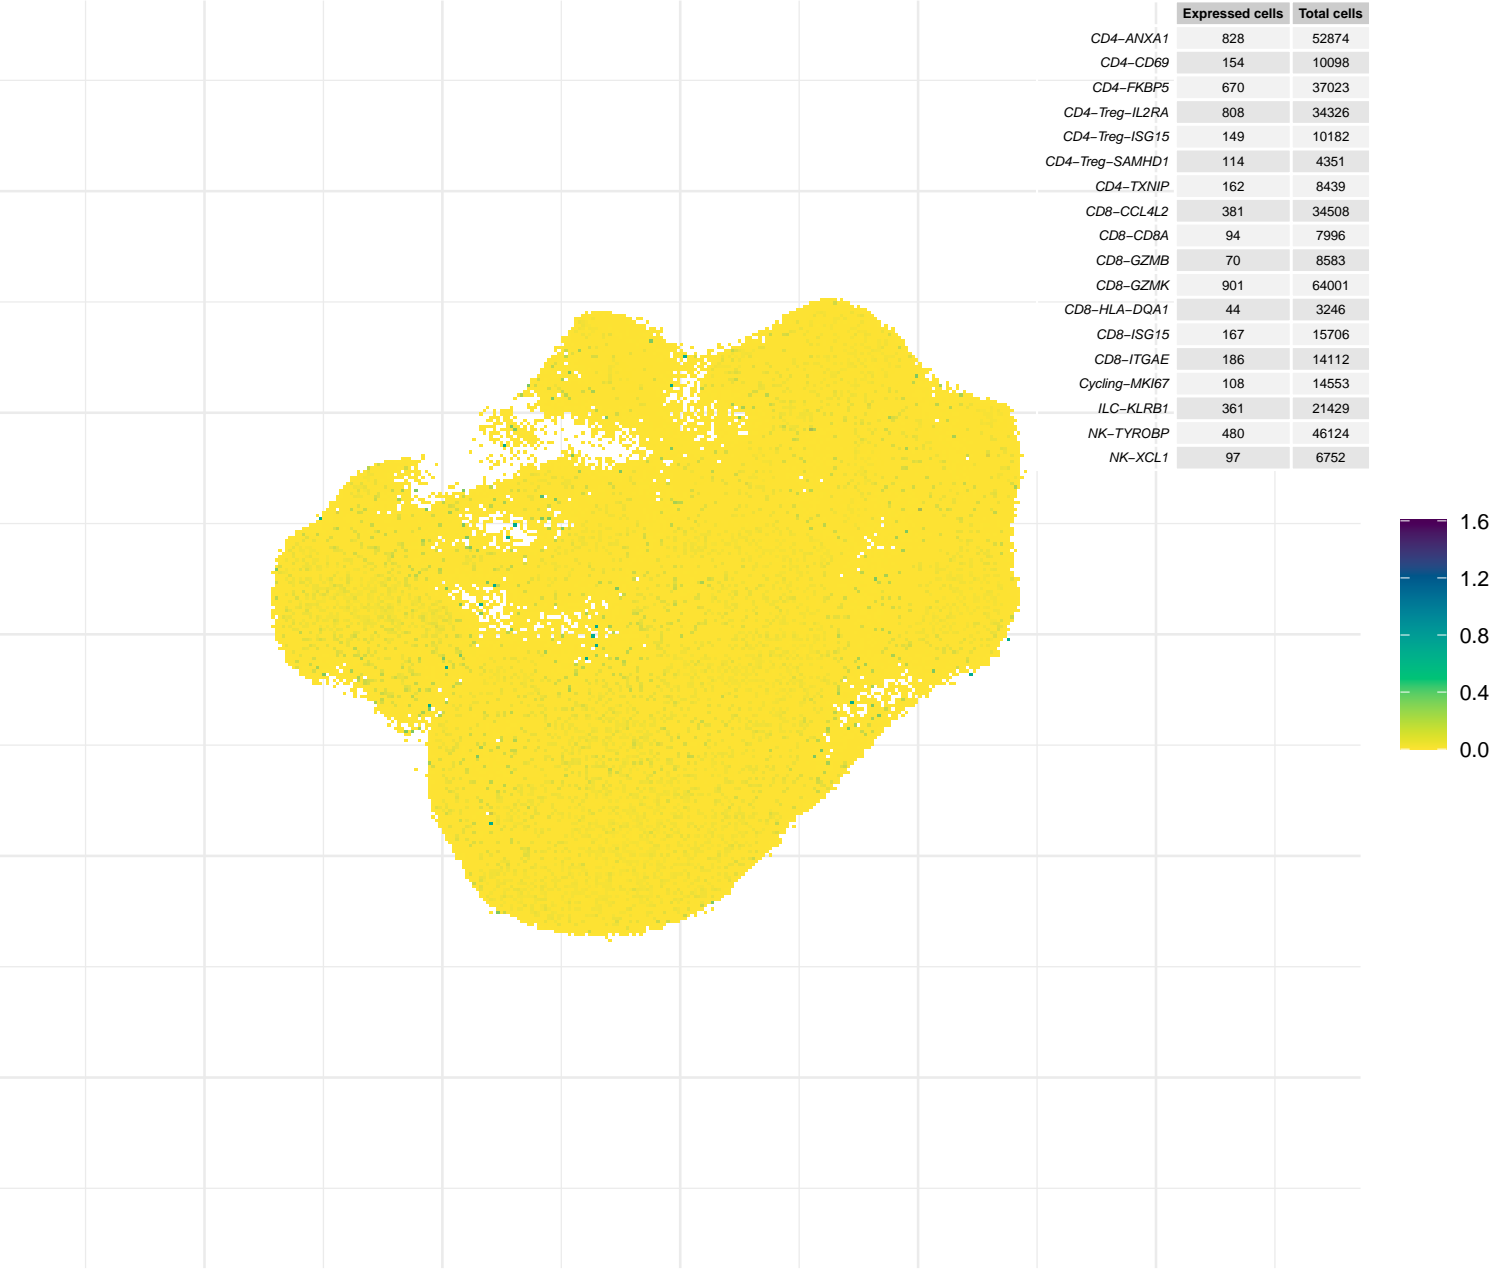 Expressed cells Total cells
CD4−ANXA1 828 52874
CD4−CD69 154 10098
CD4−FKBP5 670 37023
CD4−Treg−IL2RA 808 34326
CD4−Treg−ISG15 149 10182
CD4−Treg−SAMHD1 114 4351
CD4−TXNIP 162 8439
CD8−CCL4L2 381 34508
CD8−CD8A 94 7996
CD8−GZMB 70 8583
CD8−GZMK 901 64001
CD8−HLA−DQA1 44 3246
CD8−ISG15 167 15706
CD8−ITGAE 186 14112
Cycling−MKI67 108 14553
ILC−KLRB1 361 21429
NK−TYROBP 480 46124
NK−XCL1 97 6752
1.6
1.2
0.8
0.4
0.0